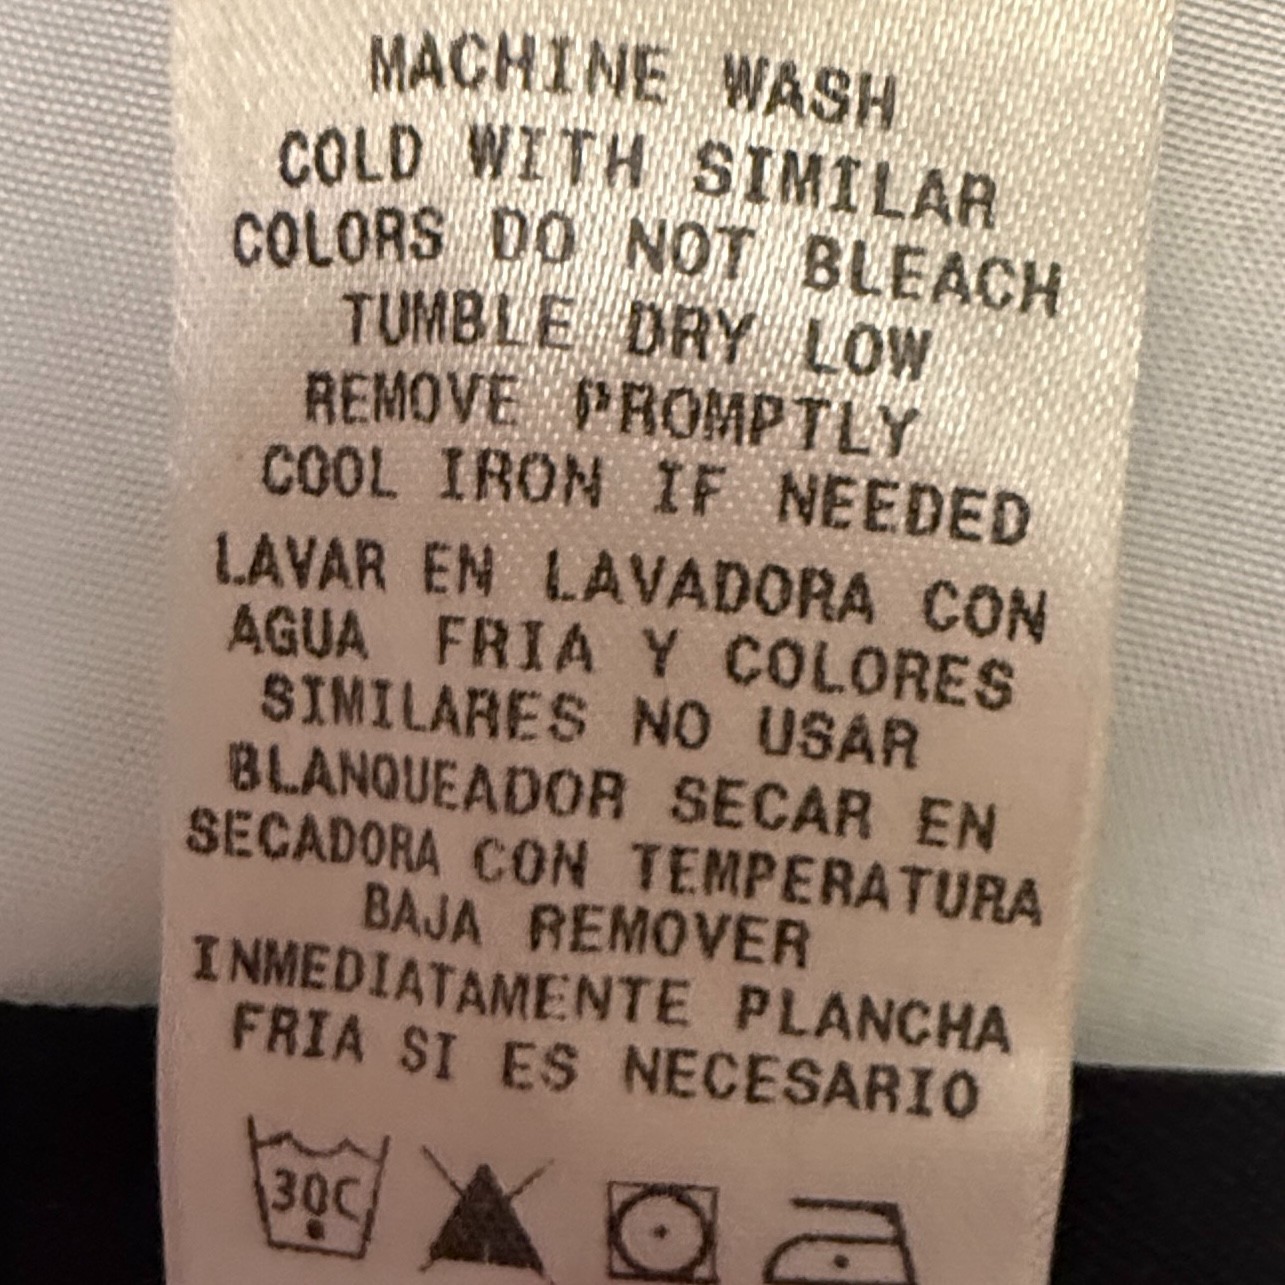 MACHINE WASH
COLD WITH SIMILAR
COLORS DO NOT BLEACH
TUMBLE DRY LOW
REMOVE PROMPTLY
COOL IRON IF NEEDED
LAVAR EN LAVADORA CON
AGUA FRIA Y COLORES
SIMILARES NO USAR
BLANQUEADOR SECAR EN
SECADORA CON TEMPERATURA
BAJA REMOVER
INMEDIATAMENTE PLANCHA
FRIA SI ES NECESARIO
30C